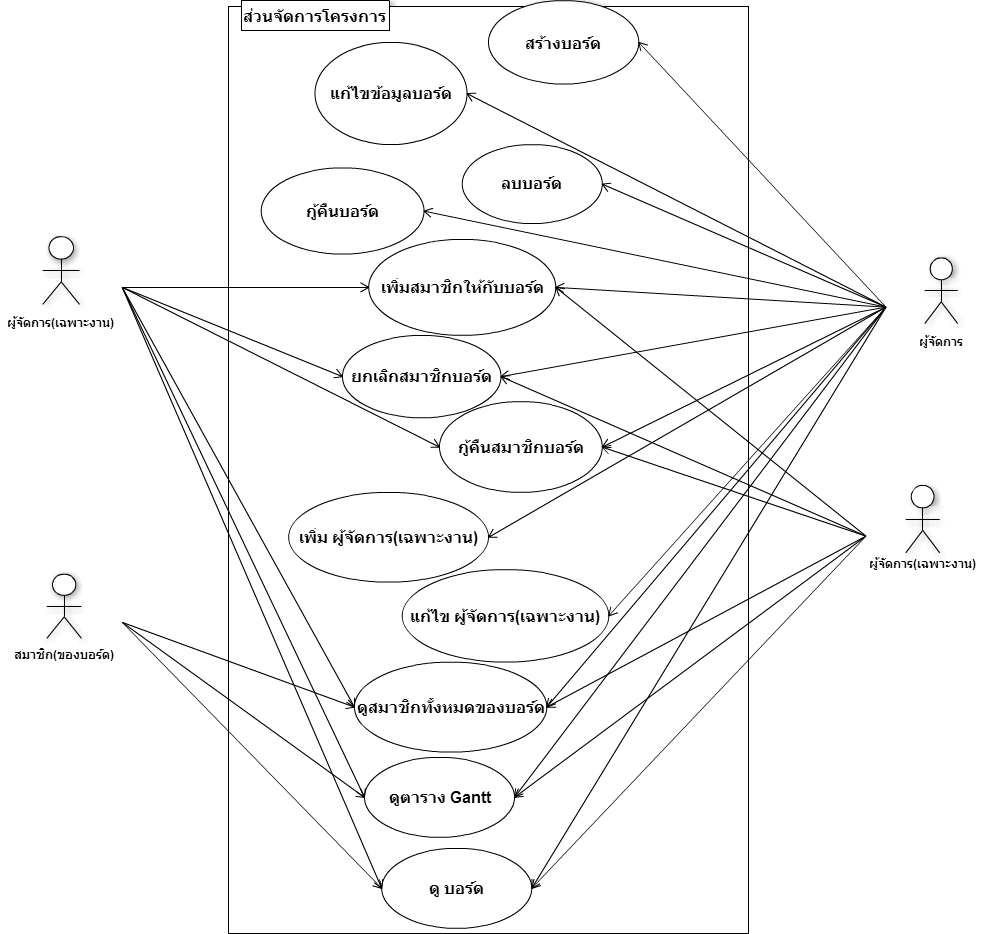 ส่วนจัดการโครงการ
สร้างบอร์ด
แก้ไขข้อมูลบอร์ด
ลบบอร์ด
กู้คืนบอร์ด
เพิ่มสมาชิกให้กับบอร์ด
ผู้จัดการ(เฉพาะงาน)
ผู้จัดการ
ยกเลิกสมาชิกบอร์ด
กู้คืนสมาชิกบอร์ด
เพิ่ม ผู้จัดการ(เฉพาะงาน)
ผู้จัดการ(เฉพาะงาน)
แก้ไข ผู้จัดการ(เฉพาะงาน)
สมาชิก(ของบอร์ด)
ดูสมาชิกทั้งหมดของบอร์ด
ดูตาราง Gantt
ดู บอร์ด